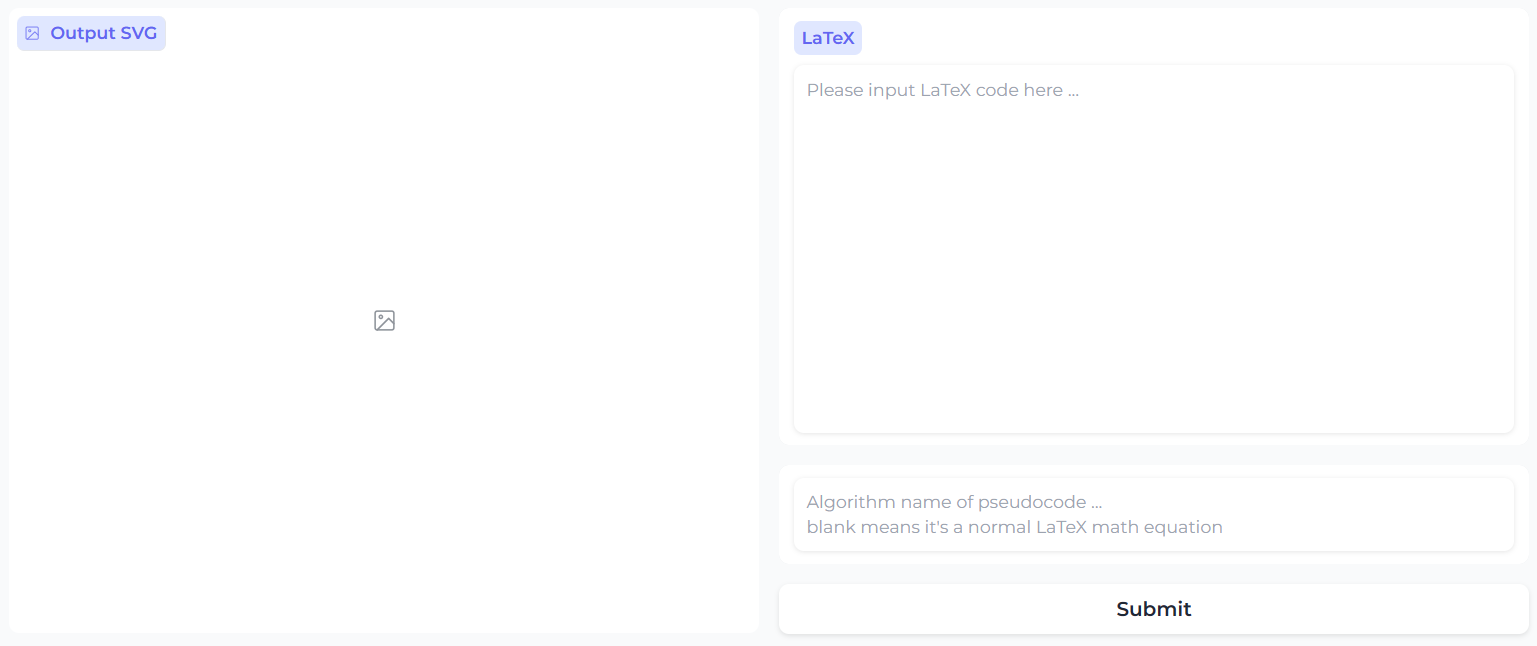 Output SVG
LaTeX
Please input LaTeX code here ...
Algorithm name of pseudocode ...
blank means it's a normal LaTeX math equation
Submit